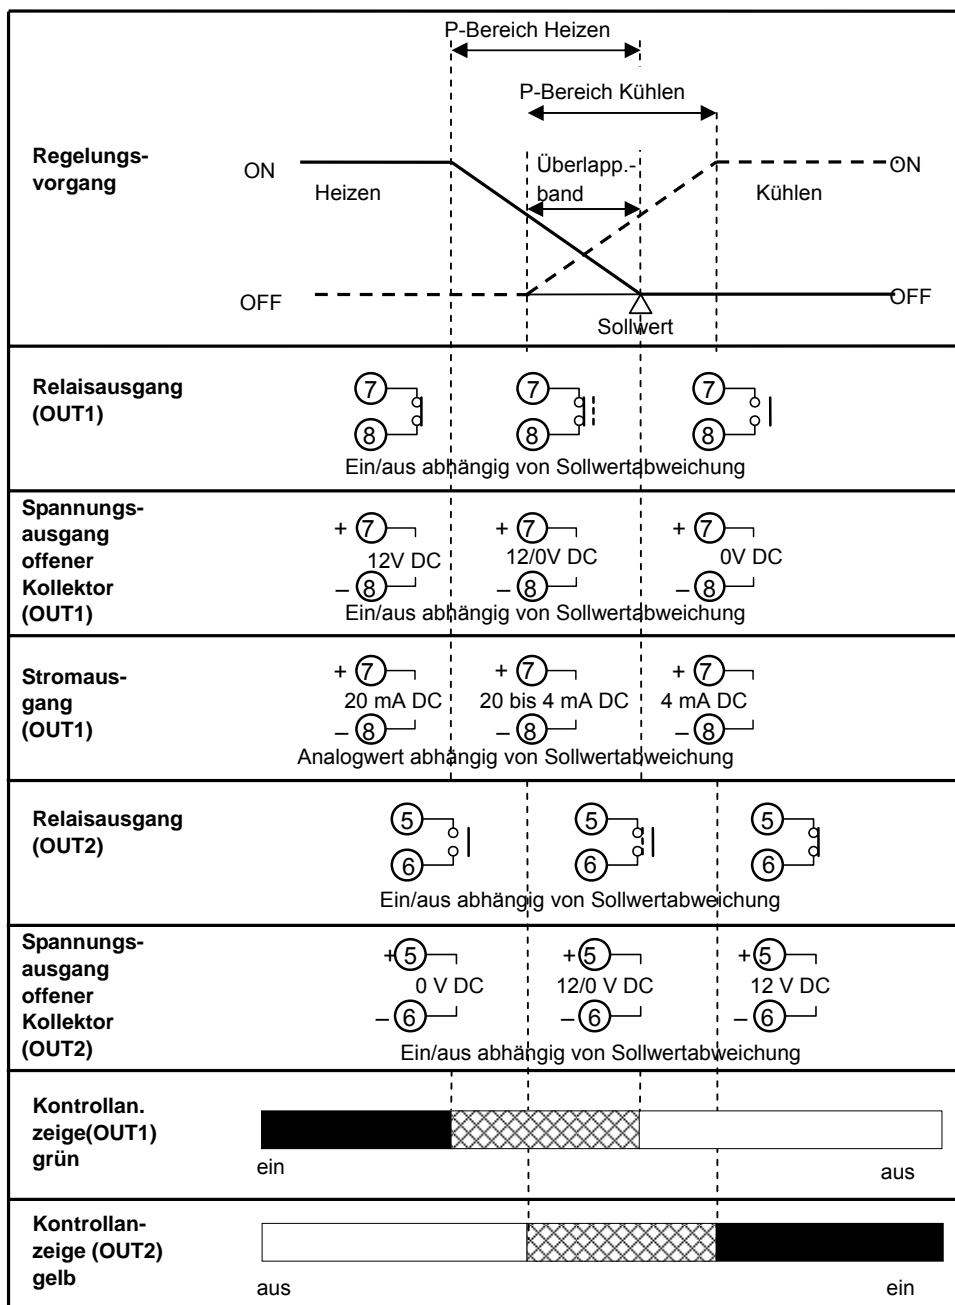 P-Bereich Heizen
P-Bereich Kühlen
Regelungs-
vorgang
ON
Heizen
Überlapp.-
band
Kühlen
ON
OFF
OFF
Sollwert
Relaisausgang
(OUT1)
7 7 7
8 8 8
Ein/aus abhängig von Sollwertabweichung
Spannungs-
ausgang
offener
Kollektor
(OUT1)
+ 7 + 7 + 7
12V DC 12/0V DC 0V DC
– 8 – 8 – 8
Ein/aus abhängig von Sollwertabweichung
Stromaus-
gang
(OUT1)
+ 7 + 7 + 7
20 mA DC 20 bis 4 mA DC 4 mA DC
– 8 – 8 – 8
Analogwert abhängig von Sollwertabweichung
Relaisausgang
(OUT2)
5 5 5
6 6 6
Ein/aus abhängig von Sollwertabweichung
Spannungs-
ausgang
offener
Kollektor
(OUT2)
+ 5 + 5 + 5
0 V DC 12/0 V DC 12 V DC
– 6 – 6 – 6
Ein/aus abhängig von Sollwertabweichung
Kontrollan.
zeige(OUT1)
grün
ein
aus
Kontrollan-
zeige (OUT2)
gelb
aus
ein